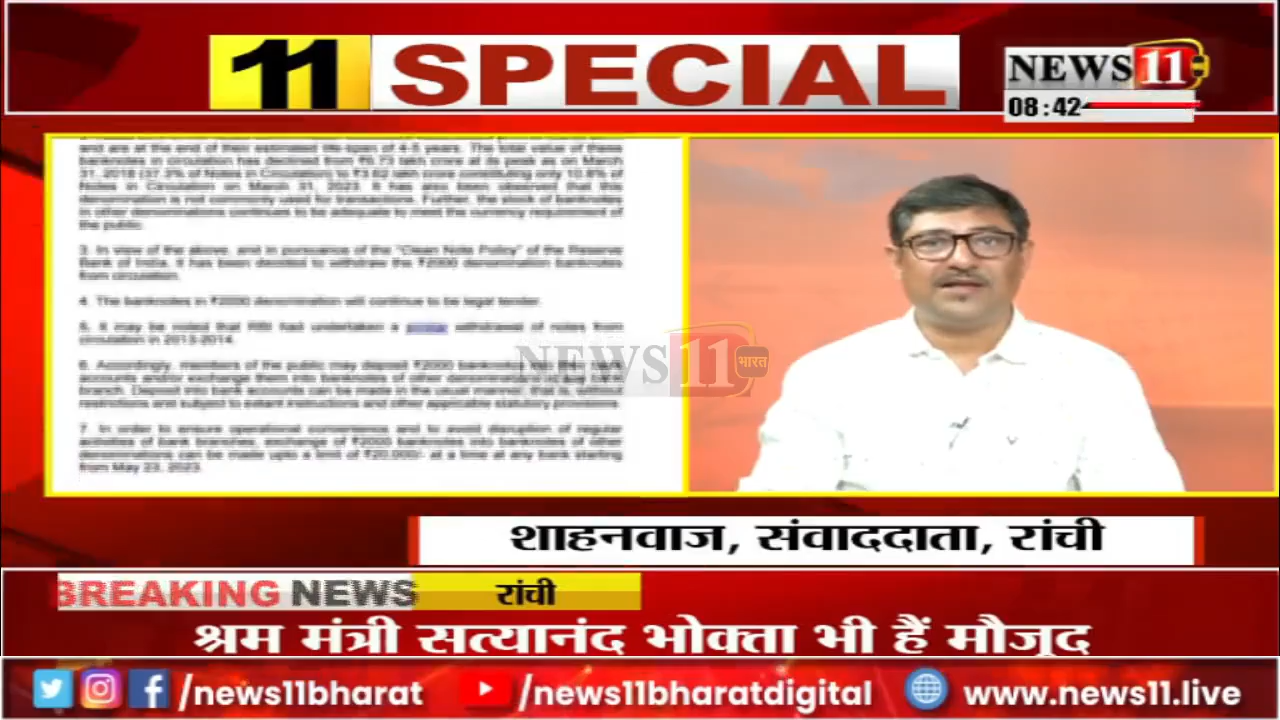 11 SPECIAL
NEWS 11
08:42
and are at the end of their estimated life-span of 4-5 years. The total value of these
banknotes in circulation has declined from ₹6.73 lakh crore at its peak as on March
31, 2018 (37.3% of Notes in Circulation) to ₹3.62 lakh crore constituting only 10.8% of
Notes in Circulation on March 31, 2023. It has also been observed that this
denomination is not commonly used for transactions. Further, the stock of banknotes
in other denominations continues to be adequate to meet the currency requirement of
the public.
3. In view of the above, and in pursuance of the "Clean Note Policy" of the Reserve
Bank of India, it has been decided to withdraw the ₹2000 denomination banknotes
from circulation.
4. The banknotes in ₹2000 denomination will continue to be legal tender.
5. It may be noted that RBI had undertaken a withdrawal of notes from
circulation in 2013-2014.
6. Accordingly, members of the public may deposit ₹2000 banknotes
accounts and/or exchange them into banknotes of other denominations
branch. Deposit into bank accounts can be made in the usual manner, that is, without
restrictions and subject to extant instructions and other applicable statutory provisions.
7. In order to ensure operational convenience and to avoid disruption of regular
activities of bank branches, exchange of ₹2000 banknotes into banknotes of other
denominations can be made upto a limit of ₹20,000/- at a time at any bank starting
from May 23, 2023.
NEWS 11 भारत
शाहनवाज, संवाददाता, रांची
BREAKING NEWS रांची
श्रम मंत्री सत्यानंद भोक्ता भी हैं मौजूद
/news11bharat /news11bharatdigital www.news11.live